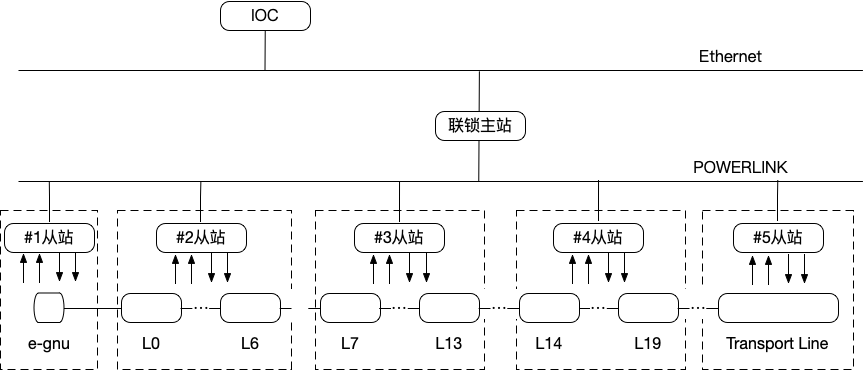 IOC
Ethernet
联锁主站
POWERLINK
#1从站
#2从站
#3从站
#4从站
#5从站
e-gnu
L0
L6
L7
L13
L14
L19
Transport Line